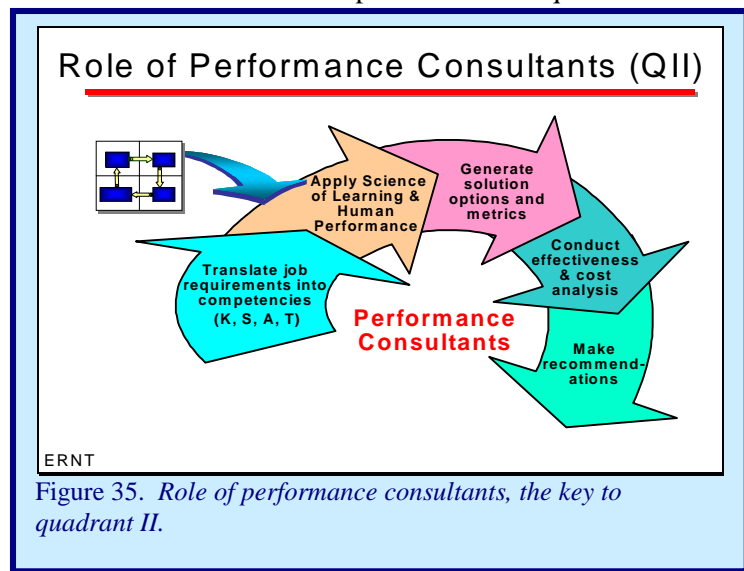 Role of Performance Consultants (QII)
Translate job
requirements into
competencies
(K, S, A, T)
Apply Science
of Learning &
Human
Performance
Generate
solution
options and
metrics
Conduct
effectiveness
& cost
analysis
Make
recommend-
ations
Performance
Consultants
ERNT
Figure 35. Role of performance consultants, the key to
quadrant II.